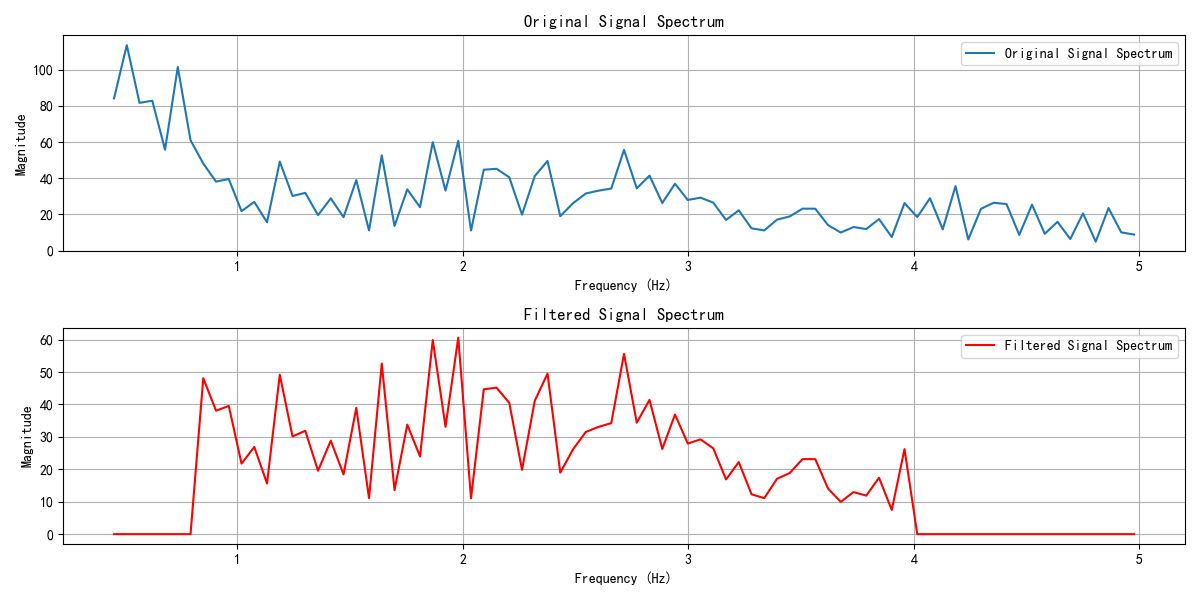 Original Signal Spectrum
Original Signal Spectrum
Magnitude
100
80
60
40
20
0
1 2 3 4 5
Frequency (Hz)
Filtered Signal Spectrum
Filtered Signal Spectrum
Magnitude
60
50
40
30
20
10
0
1 2 3 4 5
Frequency (Hz)